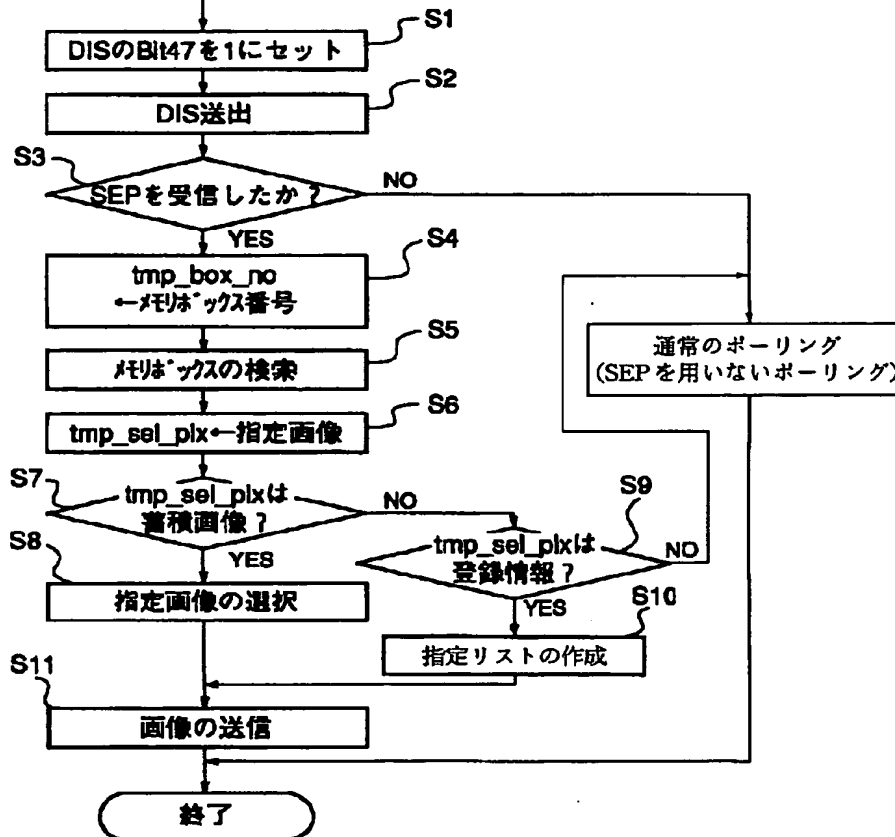 S1
DISのBit47を1にセット
S2
DIS送出
S3
SEPを受信したか？
NO
YES
S4
tmp_box_no
←メモリボックス番号
S5
メモリボックスの検索
通常のポーリング
(SEPを用いないポーリング)
S6
tmp_sel_pix←指定画像
S7
tmp_sel_pixは
蓄積画像？
NO
YES
S9
tmp_sel_pixは
登録情報？
NO
YES
S8
指定画像の選択
S10
指定リストの作成
S11
画像の送信
終了